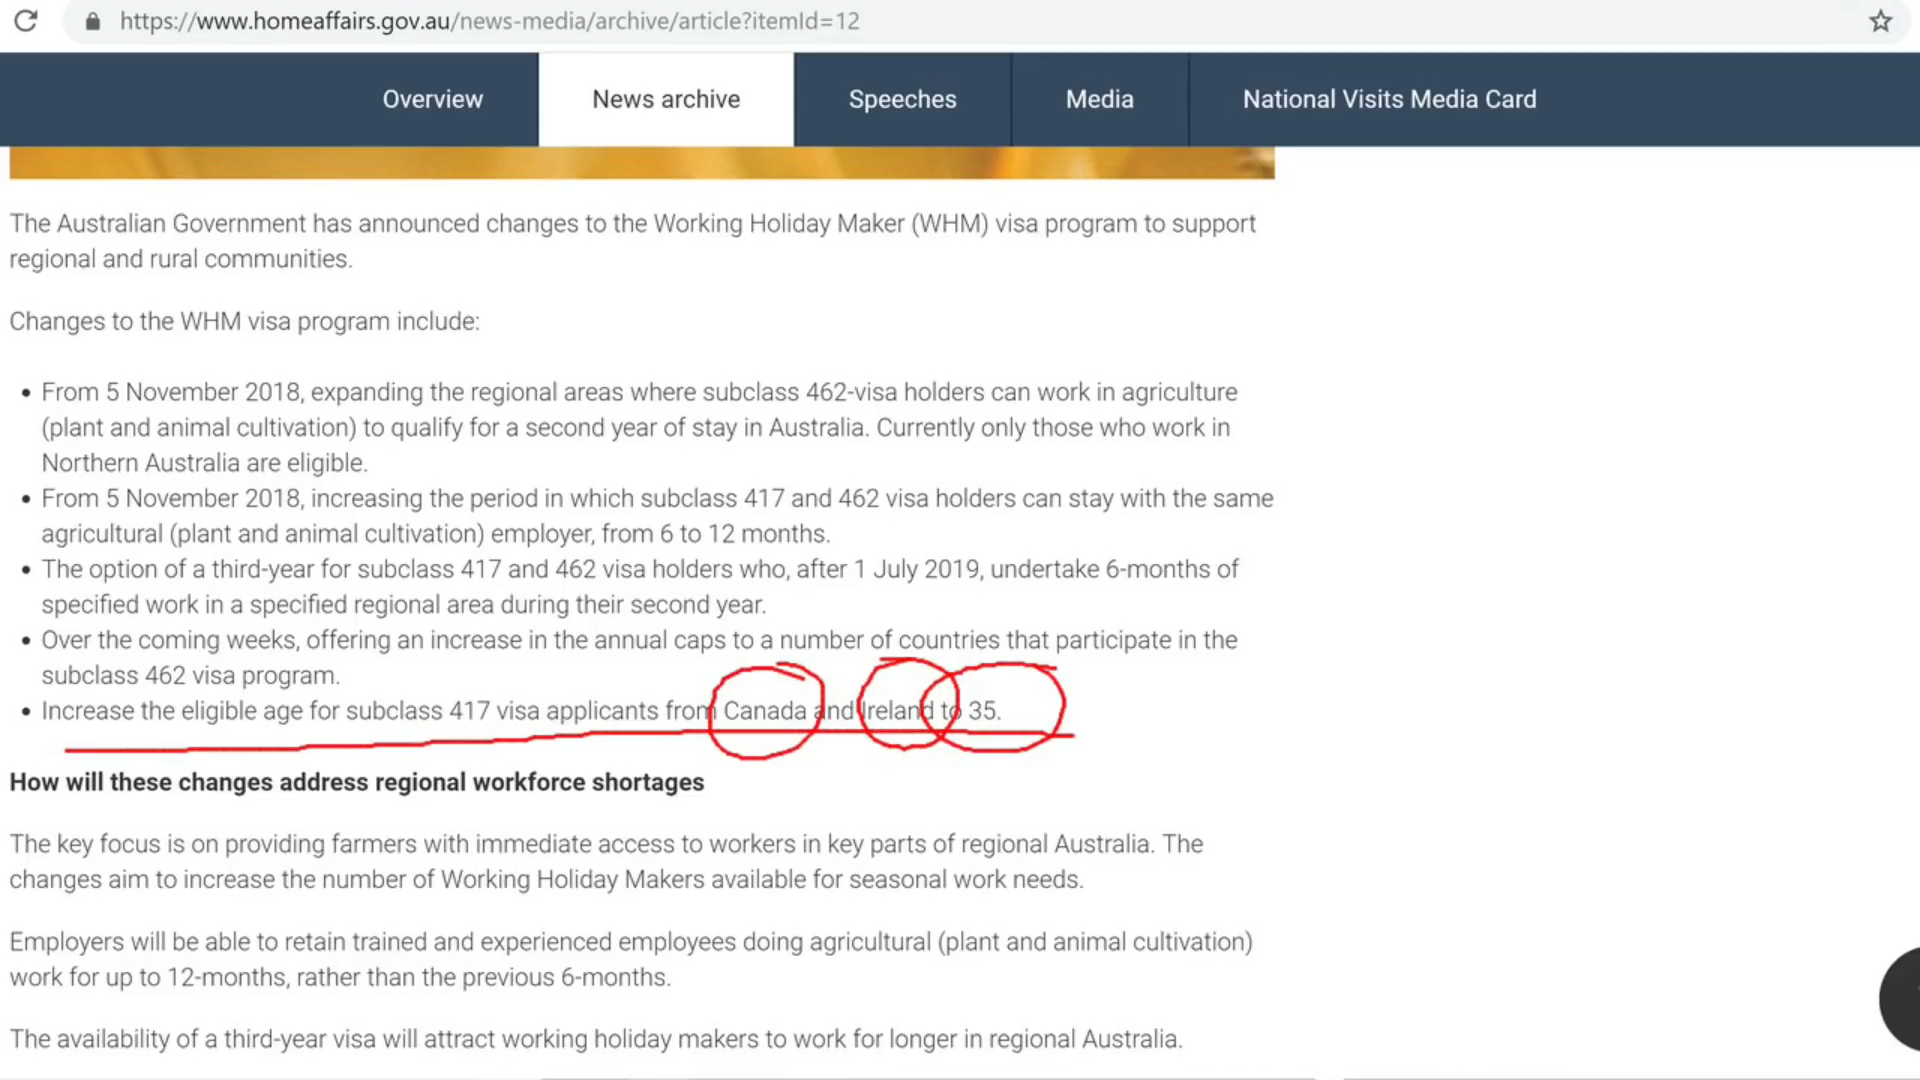 https://www.homeaffairs.gov.au/news-media/archive/article?itemId=12
Overview
News archive
Speeches
Media
National Visits Media Card
The Australian Government has announced changes to the Working Holiday Maker (WHM) visa program to support
regional and rural communities.
Changes to the WHM visa program include:
• From 5 November 2018, expanding the regional areas where subclass 462-visa holders can work in agriculture
(plant and animal cultivation) to qualify for a second year of stay in Australia. Currently only those who work in
Northern Australia are eligible.
• From 5 November 2018, increasing the period in which subclass 417 and 462 visa holders can stay with the same
agricultural (plant and animal cultivation) employer, from 6 to 12 months.
• The option of a third-year for subclass 417 and 462 visa holders who, after 1 July 2019, undertake 6-months of
specified work in a specified regional area during their second year.
• Over the coming weeks, offering an increase in the annual caps to a number of countries that participate in the
subclass 462 visa program.
• Increase the eligible age for subclass 417 visa applicants from Canada and Ireland to 35.
How will these changes address regional workforce shortages
The key focus is on providing farmers with immediate access to workers in key parts of regional Australia. The
changes aim to increase the number of Working Holiday Makers available for seasonal work needs.
Employers will be able to retain trained and experienced employees doing agricultural (plant and animal cultivation)
work for up to 12-months, rather than the previous 6-months.
The availability of a third-year visa will attract working holiday makers to work for longer in regional Australia.